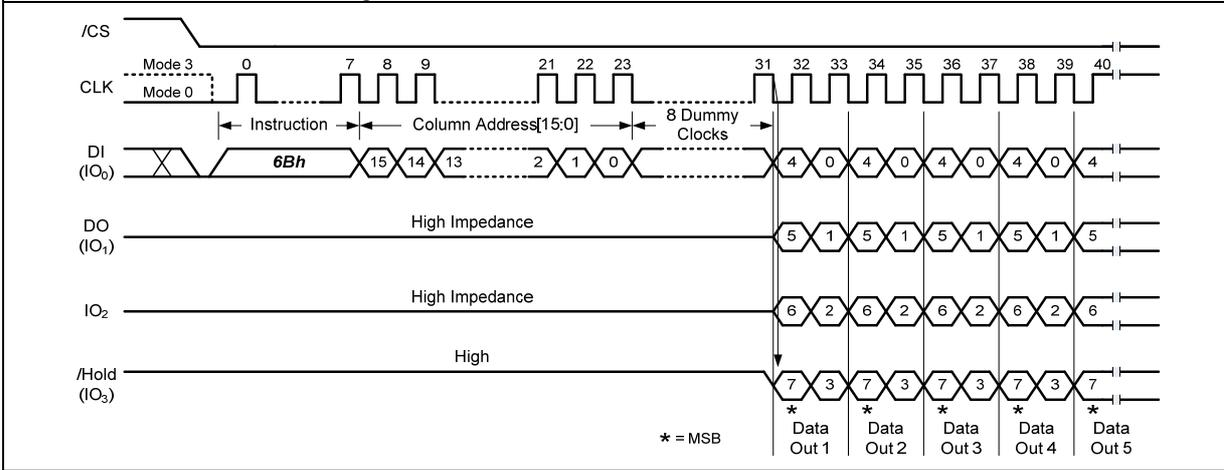 /CS
Mode 3
CLK
Mode 0
0 7 8 9 21 22 23 31 32 33 34 35 36 37 38 39 40
Instruction
Column Address[15:0]
8 Dummy
Clocks
DI
(IO₀)
6Bh 15 14 13 2 1 0 4 0 4 0 4 0 4 0 4
DO
(IO₁)
High Impedance
5 1 5 1 5 1 5 1 5
IO₂
High Impedance
6 2 6 2 6 2 6 2 6
/Hold
(IO₃)
High
7 3 7 3 7 3 7 3 7
* * * * *
* = MSB
Data
Out 1
Data
Out 2
Data
Out 3
Data
Out 4
Data
Out 5